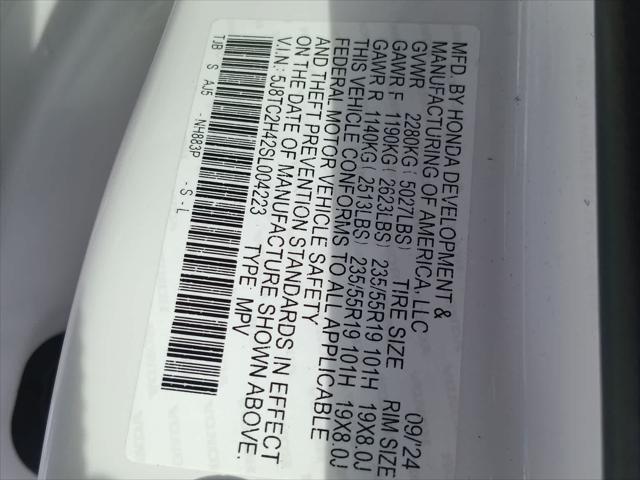 MFD. BY HONDA DEVELOPMENT &
MANUFACTURING OF AMERICA, LLC 09/24
GVWR 2280KG ( 5027LBS) TIRE SIZE RIM SIZE
GAWR F 1190KG ( 2623LBS) 235/55R19 101H 19X8.0J
GAWR R 1140KG ( 2513LBS) 235/55R19 101H 19X8.0J
THIS VEHICLE CONFORMS TO ALL APPLICABLE
FEDERAL MOTOR VEHICLE SAFETY
AND THEFT PREVENTION STANDARDS IN EFFECT
ON THE DATE OF MANUFACTURE SHOWN ABOVE.
V.I.N.: 5J8TC2H42SL004223 TYPE: MPV
TJB S AJ5 -NH883P -S-L